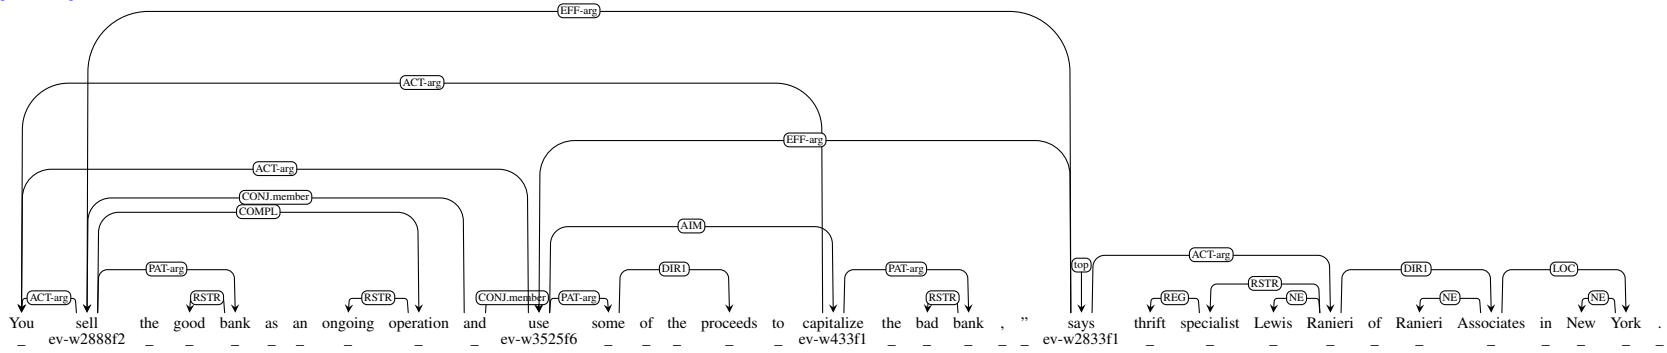 EFF-arg
ACT-arg
EFF-arg
ACT-arg
CONJ.member
COMPL
AIM
ACT-arg
top
PAT-arg DIR1 PAT-arg DIR1 LOC
RSTR
ACT-arg RSTR RSTR CONJ.member PAT-arg RSTR REG NE NE NE
You sell the good bank as an ongoing operation and use some of the proceeds to capitalize the bad bank , ” says thrift specialist Lewis Ranieri of Ranieri Associates in New York .
_ ev-w2888f2 _ _ _ _ _ _ _ _ ev-w3525f6 _ _ _ _ _ ev-w433f1 _ _ _ _ _ ev-w2833f1 _ _ _ _ _ _ _ _ _ _ _